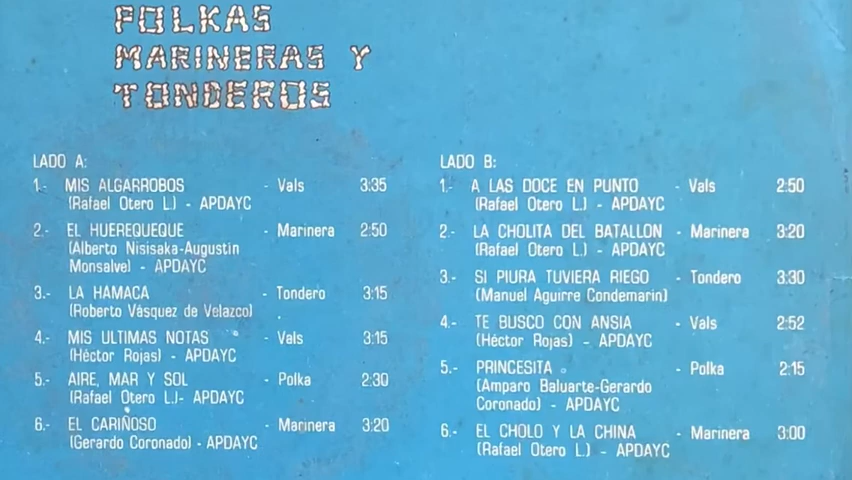 POLKAS
MARINERAS Y
TONDEROS
LADO A:
1.- MIS ALGARROBOS - Vals 3:35
(Rafael Otero L.) - APDAYC
2.- EL HUEREQUEQUE - Marinera 2:50
(Alberto Nisisaka-Augustin
Monsalve) - APDAYC
3.- LA HAMACA - Tondero 3:15
(Roberto Vásquez de Velazco)
4.- MIS ULTIMAS NOTAS - Vals 3:15
(Héctor Rojas) - APDAYC
5.- AIRE, MAR Y SOL - Polka 2:30
(Rafael Otero L.)- APDAYC
6.- EL CARIÑOSO - Marinera 3:20
(Gerardo Coronado) - APDAYC
LADO B:
1.- A LAS DOCE EN PUNTO - Vals 2:50
(Rafael Otero L.) - APDAYC
2.- LA CHOLITA DEL BATALLON - Marinera 3:20
(Rafael Otero L.) - APDAYC
3.- SI PIURA TUVIERA RIEGO - Tondero 3:30
(Manuel Aguirre Condemarin)
4.- TE BUSCO CON ANSIA - Vals 2:52
(Héctor Rojas) - APDAYC
5.- PRINCESITA - Polka 2:15
(Amparo Baluarte-Gerardo
Coronado) - APDAYC
6.- EL CHOLO Y LA CHINA - Marinera 3:00
(Rafael Otero L.) - APDAYC